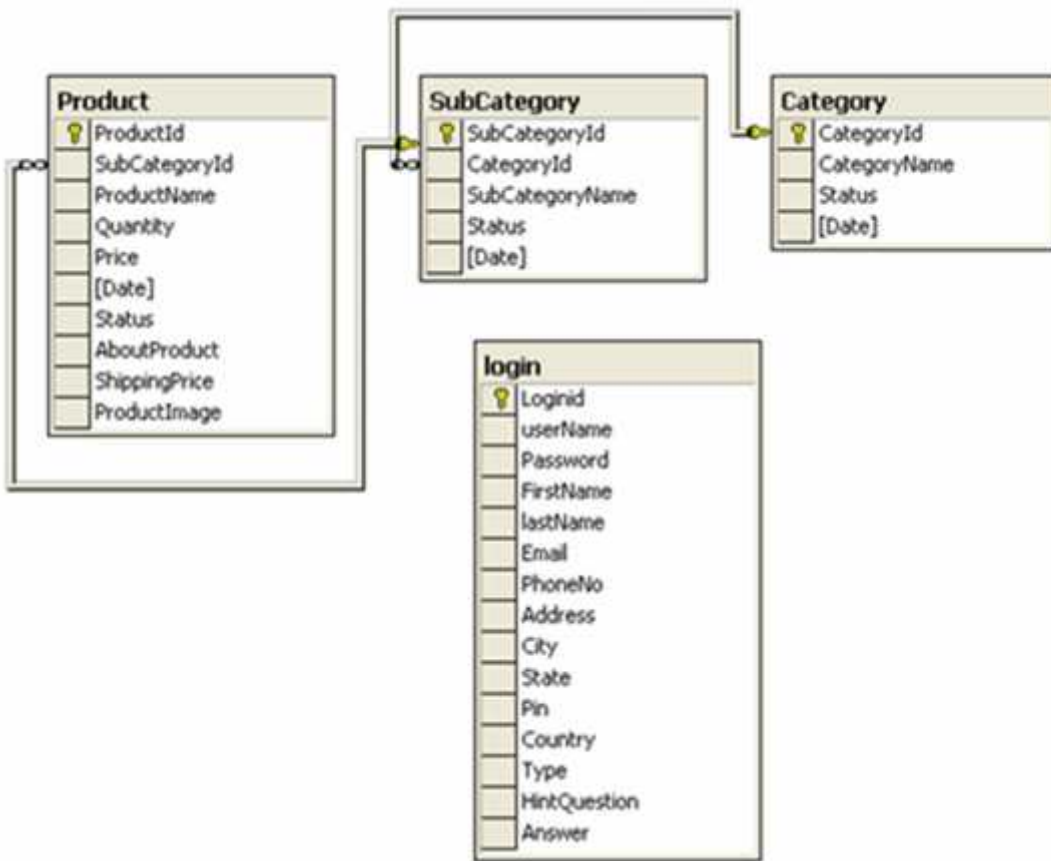 Product
ProductId
SubCategoryId
ProductName
Quantity
Price
[Date]
Status
AboutProduct
ShippingPrice
ProductImage
SubCategory
SubCategoryId
CategoryId
SubCategoryName
Status
[Date]
Category
CategoryId
CategoryName
Status
[Date]
login
Loginid
userName
Password
FirstName
lastName
Email
PhoneNo
Address
City
State
Pin
Country
Type
HintQuestion
Answer